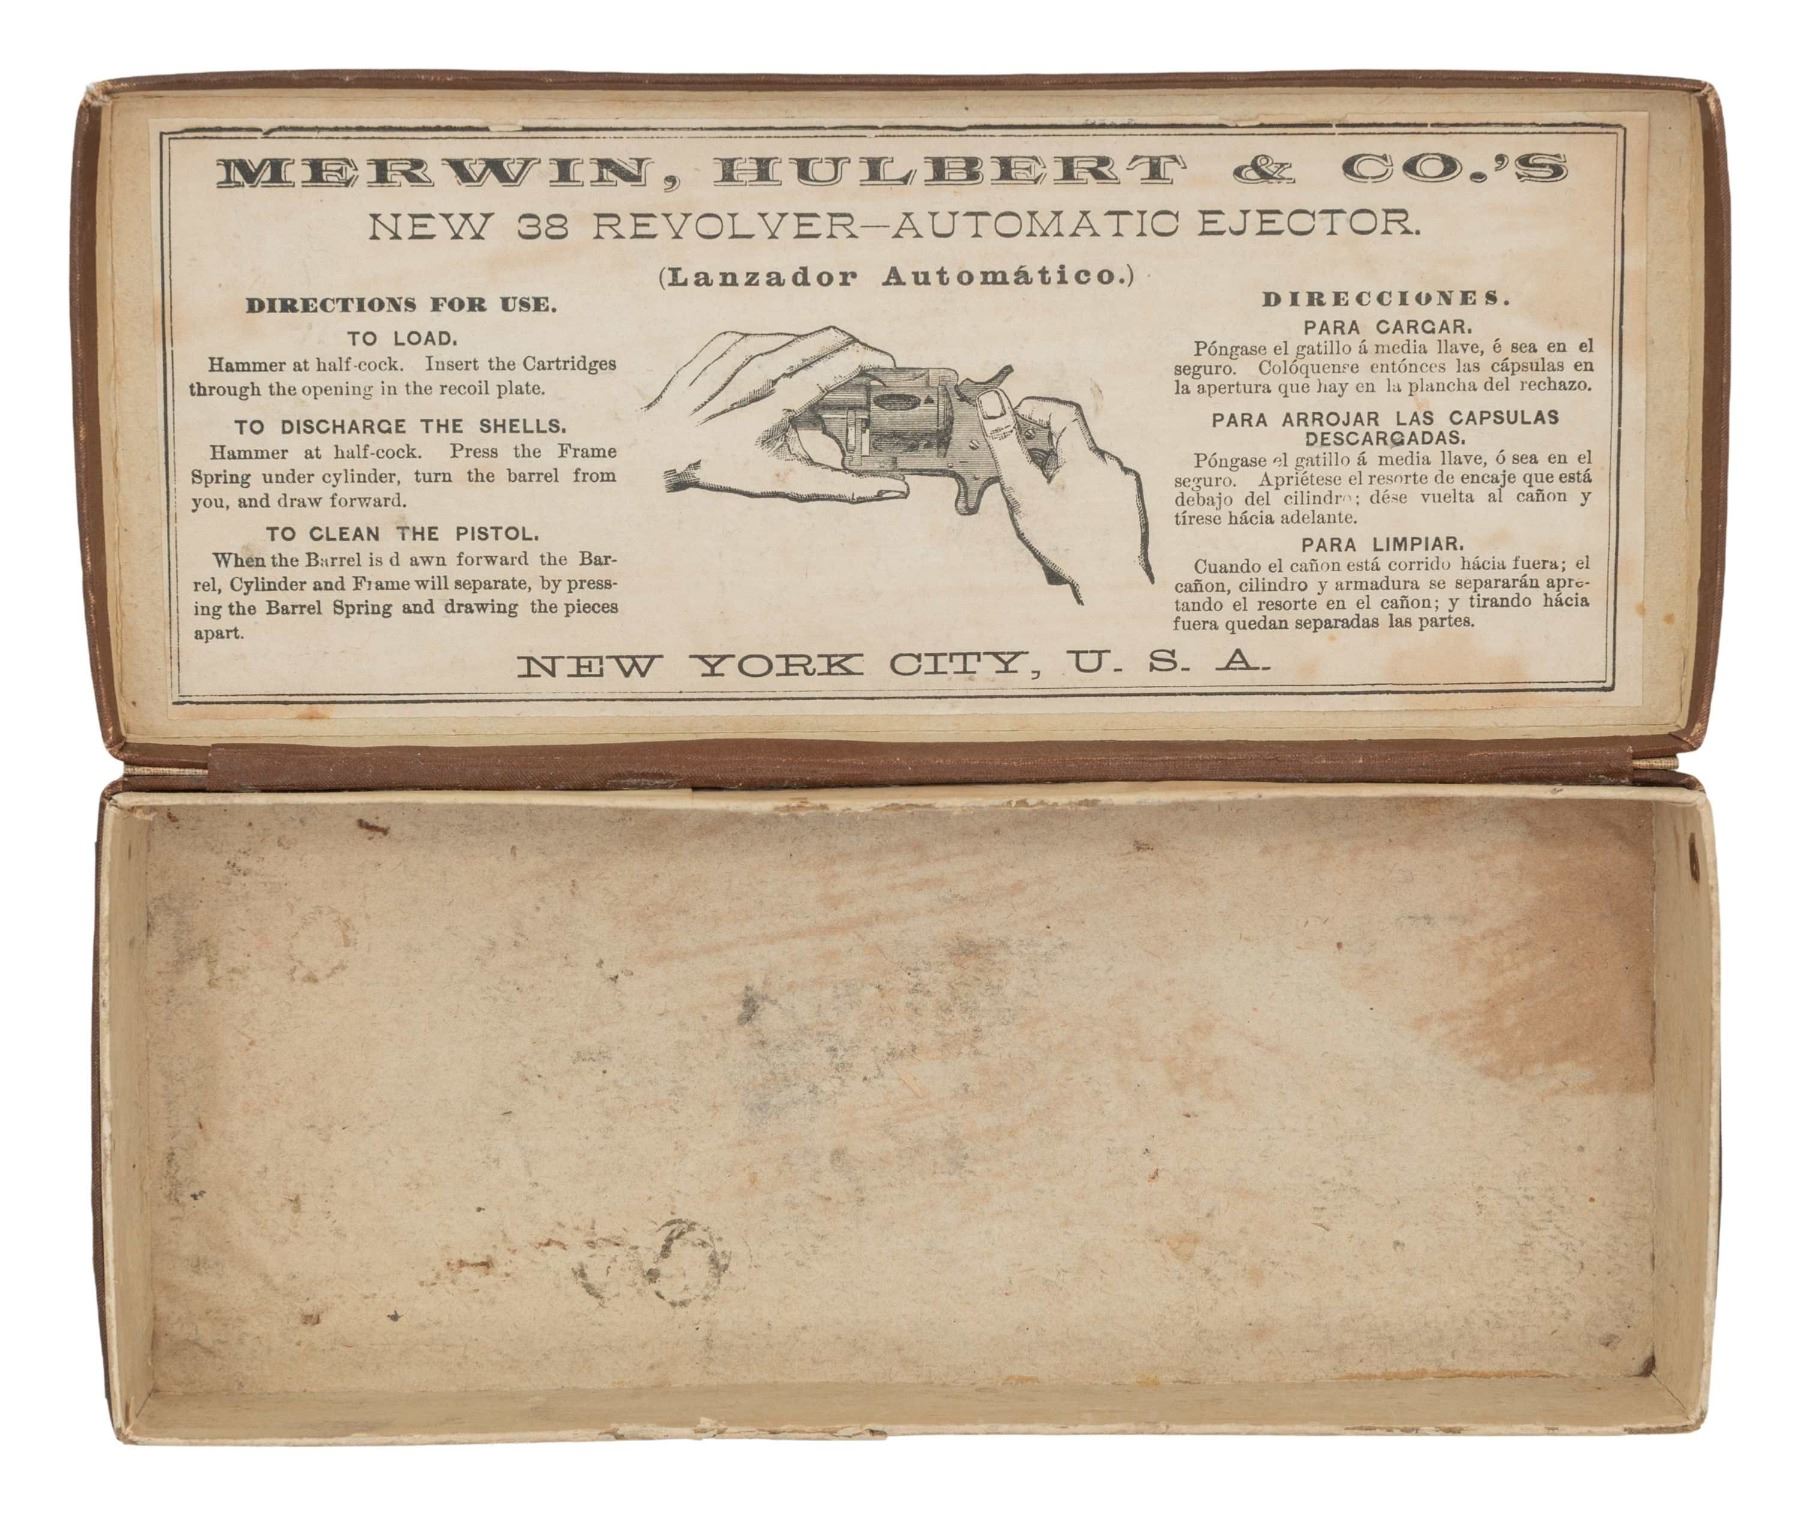 MERWIN, HULBERT & CO.'S
NEW 38 REVOLVER—AUTOMATIC EJECTOR.
(Lanzador Automático.)
DIRECTIONS FOR USE.
TO LOAD.
Hammer at half-cock. Insert the Cartridges
through the opening in the recoil plate.
TO DISCHARGE THE SHELLS.
Hammer at half-cock. Press the Frame
Spring under cylinder, turn the barrel from
you, and draw forward.
TO CLEAN THE PISTOL.
When the Barrel is d awn forward the Bar-
rel, Cylinder and Frame will separate, by press-
ing the Barrel Spring and drawing the pieces
apart.
DIRECCIONES.
PARA CARGAR.
Póngase el gatillo á media llave, é sea en el
seguro. Colóquense entónces las cápsulas en
la apertura que hay en la plancha del rechazo.
PARA ARROJAR LAS CAPSULAS
DESCARGADAS.
Póngase el gatillo á media llave, ó sea en el
seguro. Apriétese el resorte de encaje que está
debajo del cilindro; dése vuelta al cañon y
tírese hácia adelante.
PARA LIMPIAR.
Cuando el cañon está corrido hácia fuera; el
cañon, cilindro y armadura se separarán apre-
tando el resorte en el cañon; y tirando hácia
fuera quedan separadas las partes.
NEW YORK CITY, U. S. A.